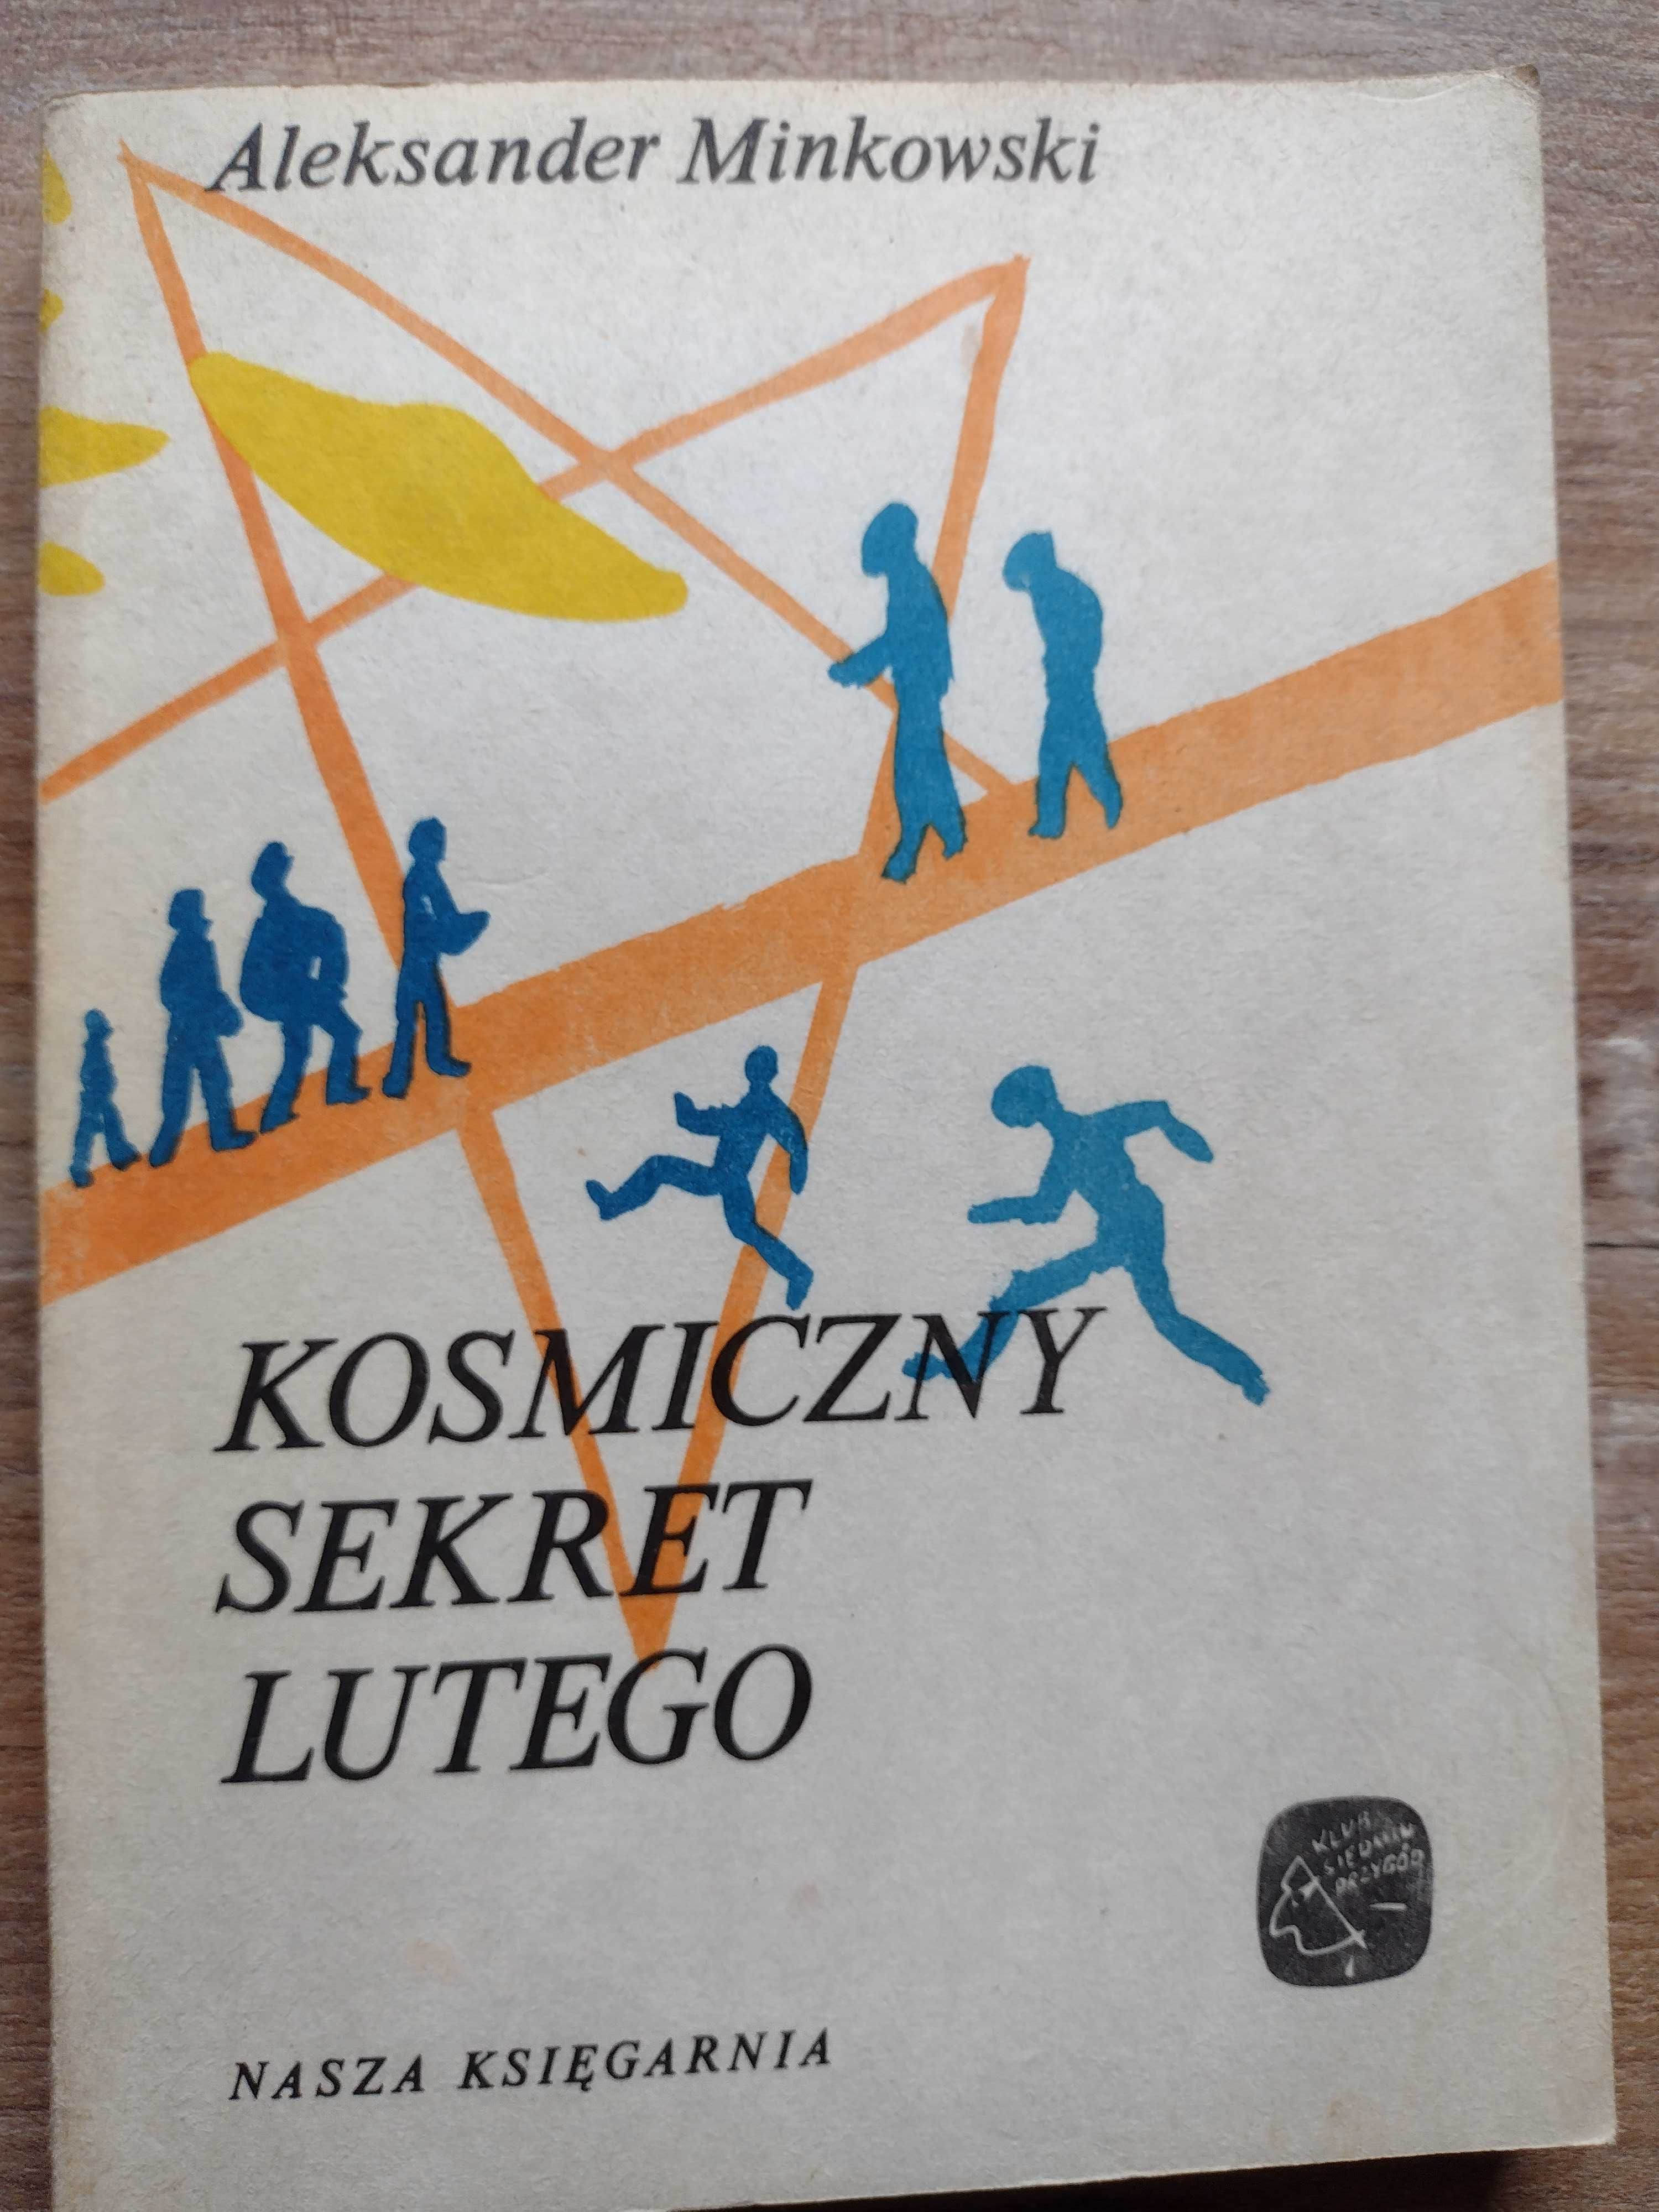 Aleksander Minkowski
KOSMICZNY
SEKRET
LUTEGO
KLUB
SIEDMIU
PRZYGÓD
NASZA KSIĘGARNIA